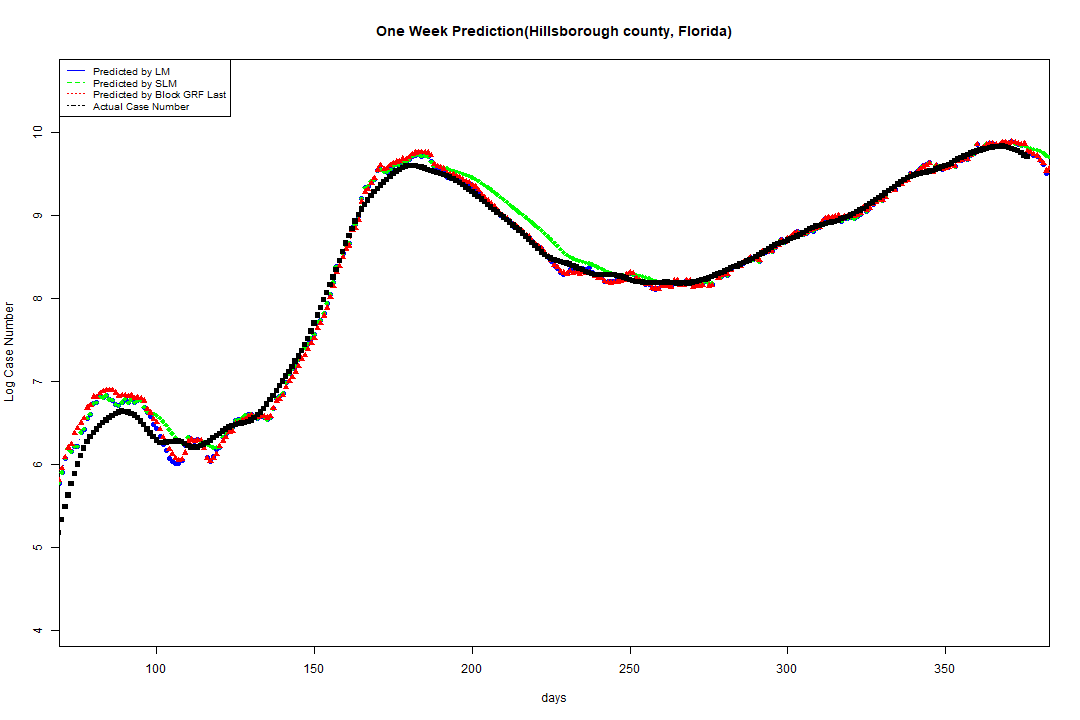 One Week Prediction(Hillsborough county, Florida)
Predicted by LM
Predicted by SLM
Predicted by Block GRF Last
Actual Case Number
10
9
8
7
6
5
4
Log Case Number
100 150 200 250 300 350
days